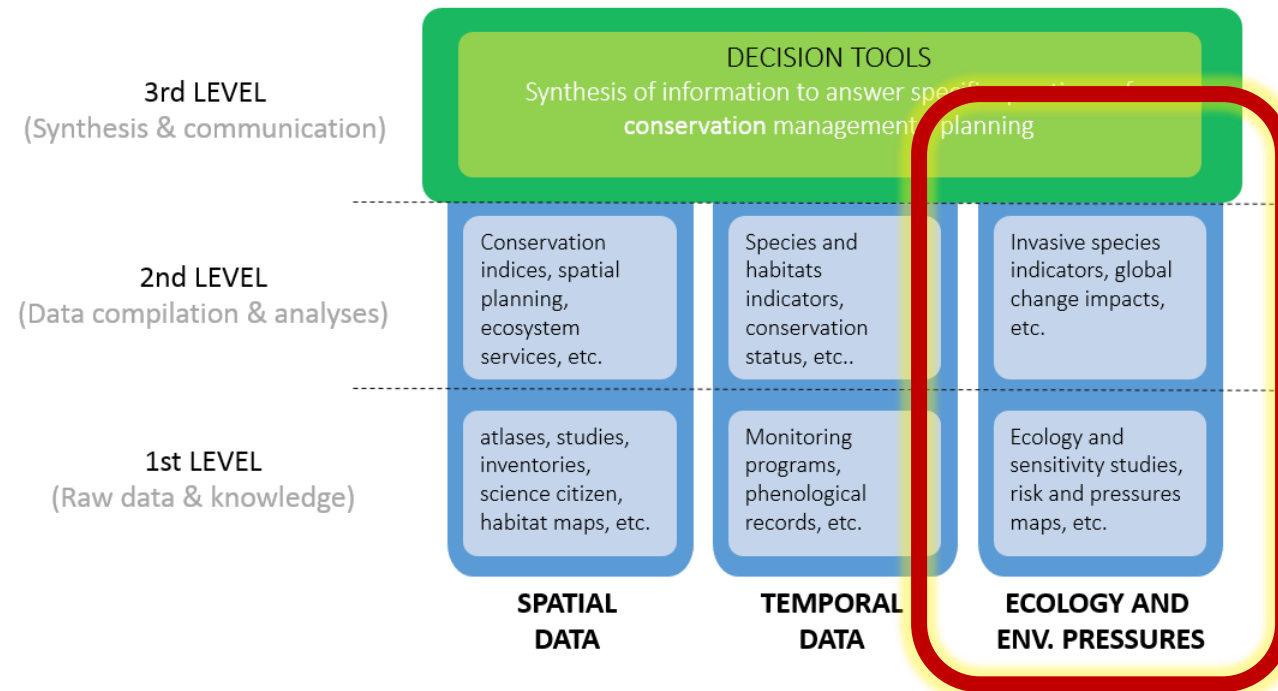 DECISION TOOLS
3rd LEVEL
(Synthesis & communication)
Synthesis of information to answer
conservation management planning
2nd LEVEL
(Data compilation & analyses)
Conservation
indices, spatial
planning,
ecosystem
services, etc.
Species and
habitats
indicators,
conservation
status, etc..
Invasive species
indicators, global
change impacts,
etc.
1st LEVEL
(Raw data & knowledge)
atlases, studies,
inventories,
science citizen,
habitat maps, etc.
Monitoring
programs,
phenological
records, etc.
Ecology and
sensitivity studies,
risk and pressures
maps, etc.
SPATIAL
DATA
TEMPORAL
DATA
ECOLOGY AND
ENV. PRESSURES